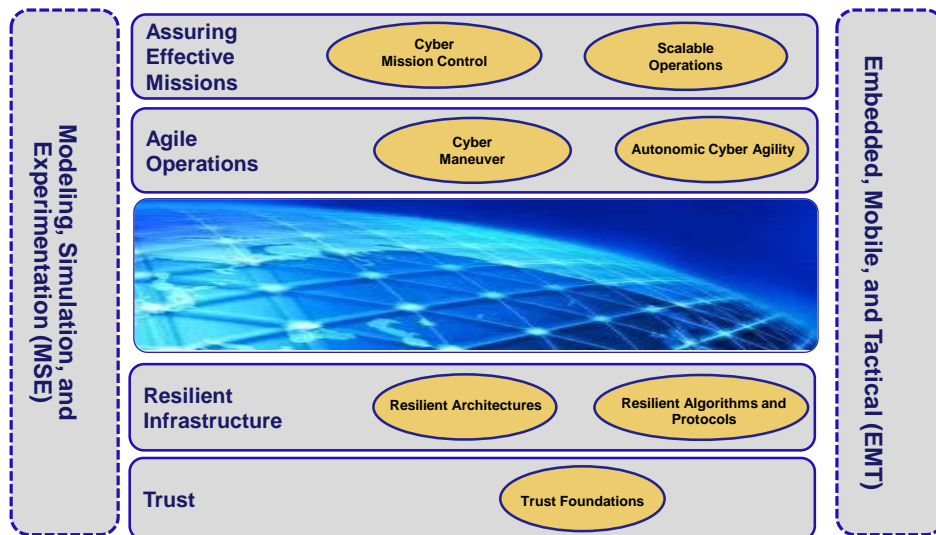 Modeling, Simulation, and
Experimentation (MSE)
Assuring
Effective
Missions
Cyber
Mission Control
Scalable
Operations
Agile
Operations
Cyber
Maneuver
Autonomic Cyber Agility
Resilient
Infrastructure
Resilient Architectures
Resilient Algorithms and
Protocols
Trust
Trust Foundations
Embedded, Mobile, and Tactical (EMT)